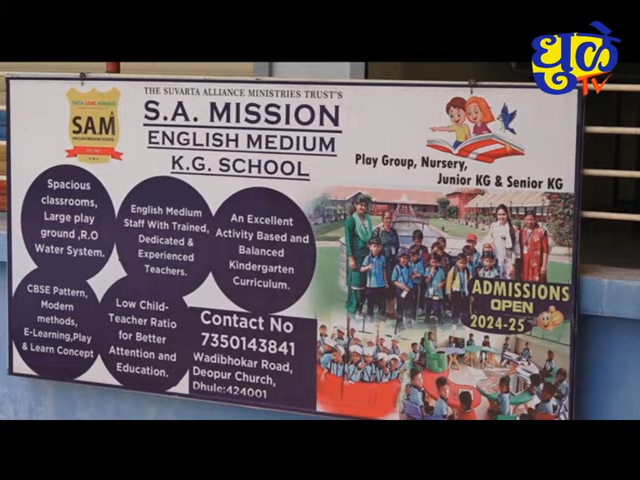 धुळे
TV
THE SUVARTA ALLIANCE MINISTRIES TRUST'S
S.A. MISSION
ENGLISH MEDIUM
K.G. SCHOOL
S.A.M
ENGLISH MEDIUM SCHOOL
Play Group, Nursery,
Junior KG & Senior KG
Spacious
classrooms,
Large play
ground ,R.O
Water System.
English Medium
Staff With Trained,
Dedicated &
Experienced
Teachers.
An Excellent
Activity Based and
Balanced
Kindergarten
Curriculum.
CBSE Pattern,
Modern
methods,
E-Learning,Play
& Learn Concept
Low Child-
Teacher Ratio
for Better
Attention and
Education.
Contact No
7350143841
Wadibhokar Road,
Deopur Church,
Dhule:424001
ADMISSIONS
OPEN
2024-25